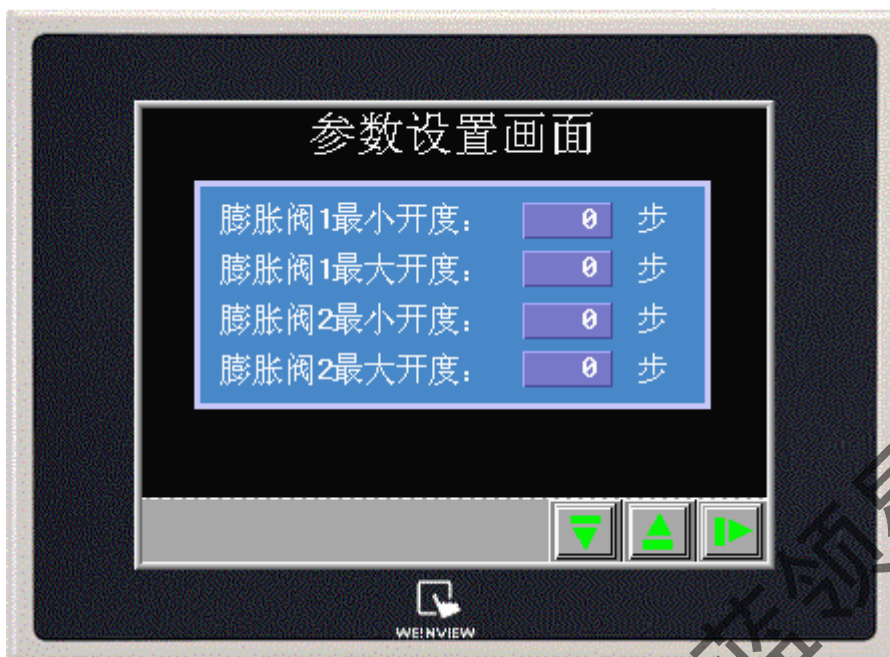 参数设置画面
膨胀阀1最小开度： 0 步
膨胀阀1最大开度： 0 步
膨胀阀2最小开度： 0 步
膨胀阀2最大开度： 0 步
WEINVIEW
蓝领